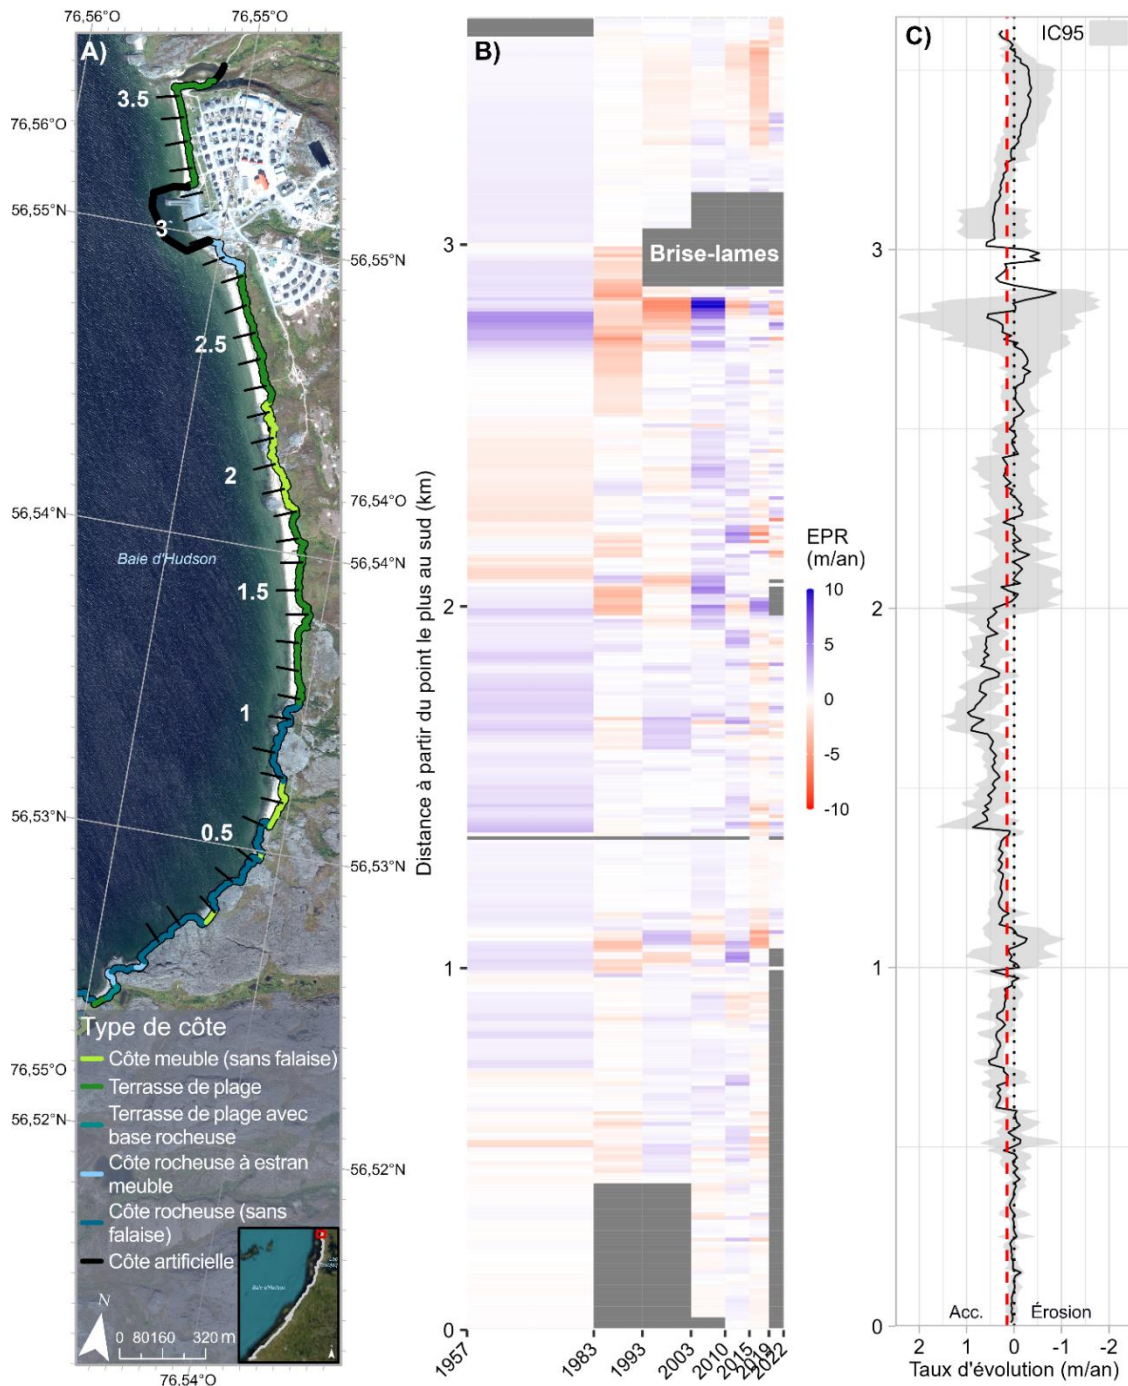 76,56°O
76,55°O
A)
3.5
76,56°O
56,55°N
3
56,55°N
2.5
2
76,54°O
56,54°N
56,54°N
Baie d'Hudson
1.5
1
56,53°N
0.5
56,53°N
Type de côte
Côte meuble (sans falaise)
Terrasse de plage
Terrasse de plage avec
base rocheuse
Côte rocheuse à estran
meuble
Côte rocheuse (sans
falaise)
Côte artificielle
76,55°O
56,52°N
56,52°N
Baie d'Hudson
N
0 80160 320 m
76,54°O
B)
Distance à partir du point le plus au sud (km)
3
2
1
0
Brise-lames
1957
1983
1993
2003
2010
2015
2019
2022
EPR
(m/an)
10
5
0
-5
-10
C)
IC95
3
2
1
0
Acc.
Érosion
2 1 0 -1 -2
Taux d'évolution (m/an)